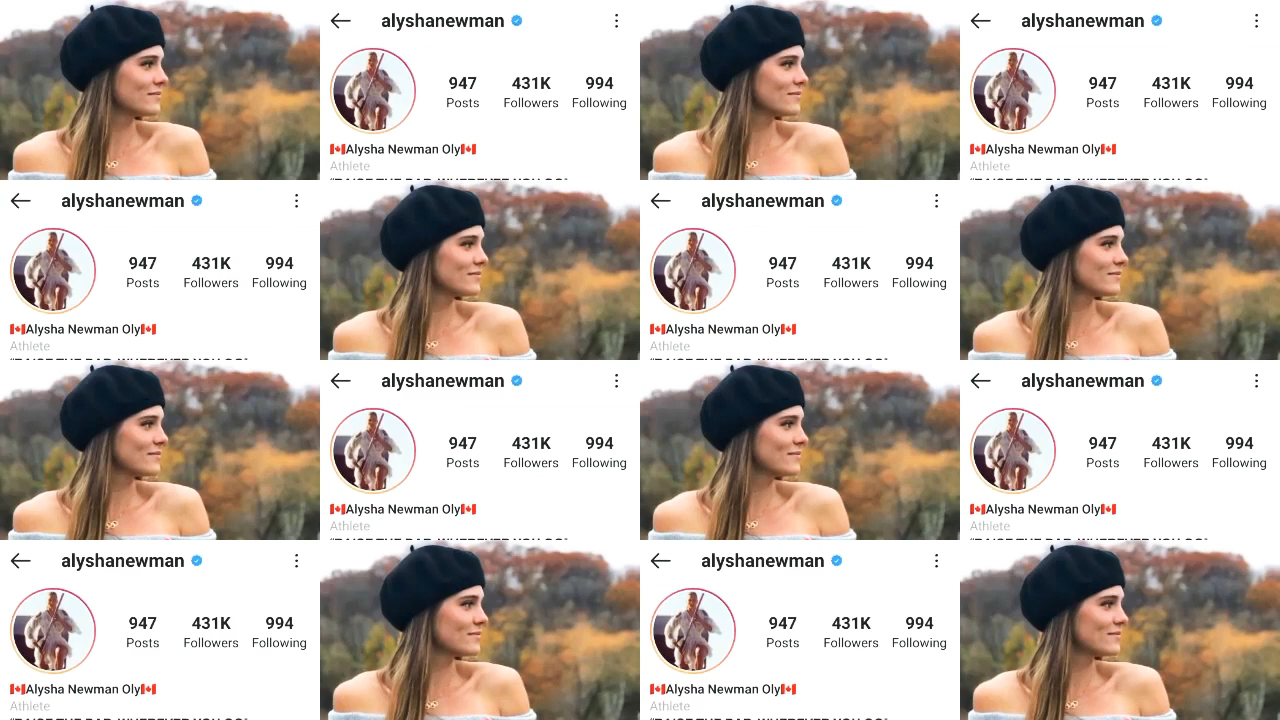 alyshanewman
947 431K 994
Posts Followers Following
🇨🇦Alysha Newman Oly🇨🇦
Athlete
alyshanewman
947 431K 994
Posts Followers Following
🇨🇦Alysha Newman Oly🇨🇦
Athlete
alyshanewman
947 431K 994
Posts Followers Following
🇨🇦Alysha Newman Oly🇨🇦
Athlete
alyshanewman
947 431K 994
Posts Followers Following
🇨🇦Alysha Newman Oly🇨🇦
Athlete
alyshanewman
947 431K 994
Posts Followers Following
🇨🇦Alysha Newman Oly🇨🇦
Athlete
alyshanewman
947 431K 994
Posts Followers Following
🇨🇦Alysha Newman Oly🇨🇦
Athlete
alyshanewman
947 431K 994
Posts Followers Following
🇨🇦Alysha Newman Oly🇨🇦
Athlete
alyshanewman
947 431K 994
Posts Followers Following
🇨🇦Alysha Newman Oly🇨🇦
Athlete